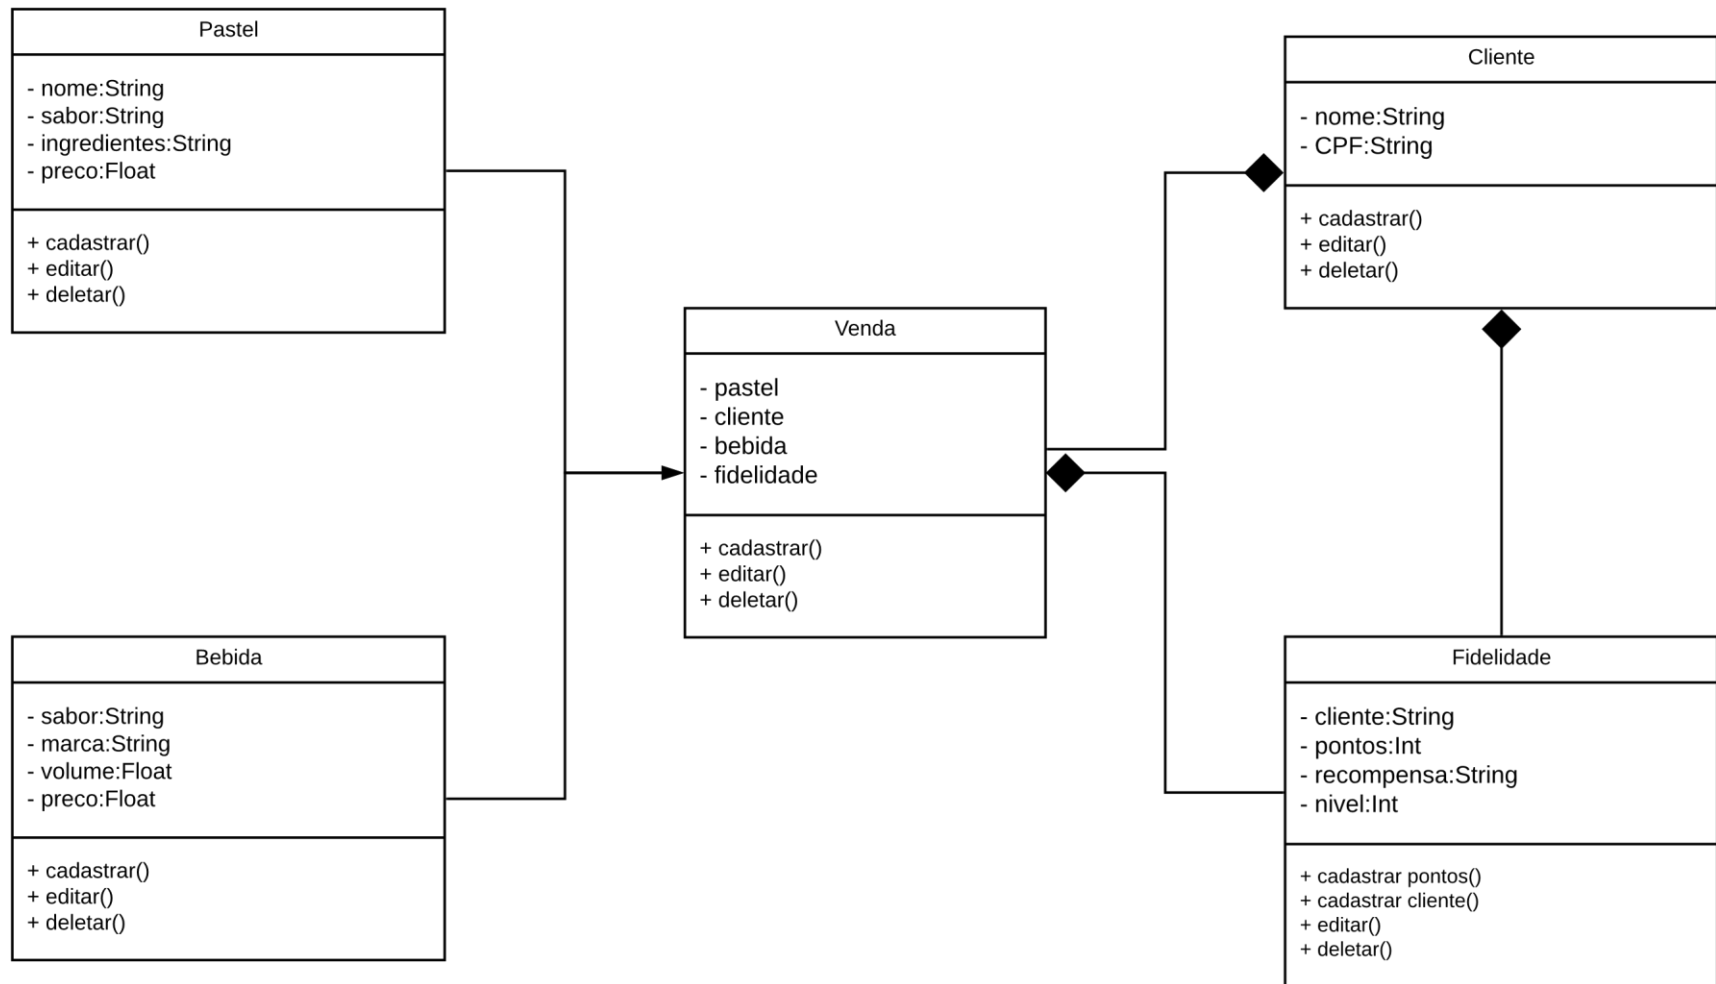 Pastel
- nome:String
- sabor:String
- ingredientes:String
- preco:Float
+ cadastrar()
+ editar()
+ deletar()
Cliente
- nome:String
- CPF:String
+ cadastrar()
+ editar()
+ deletar()
Venda
- pastel
- cliente
- bebida
- fidelidade
+ cadastrar()
+ editar()
+ deletar()
Bebida
- sabor:String
- marca:String
- volume:Float
- preco:Float
+ cadastrar()
+ editar()
+ deletar()
Fidelidade
- cliente:String
- pontos:Int
- recompensa:String
- nivel:Int
+ cadastrar pontos()
+ cadastrar cliente()
+ editar()
+ deletar()